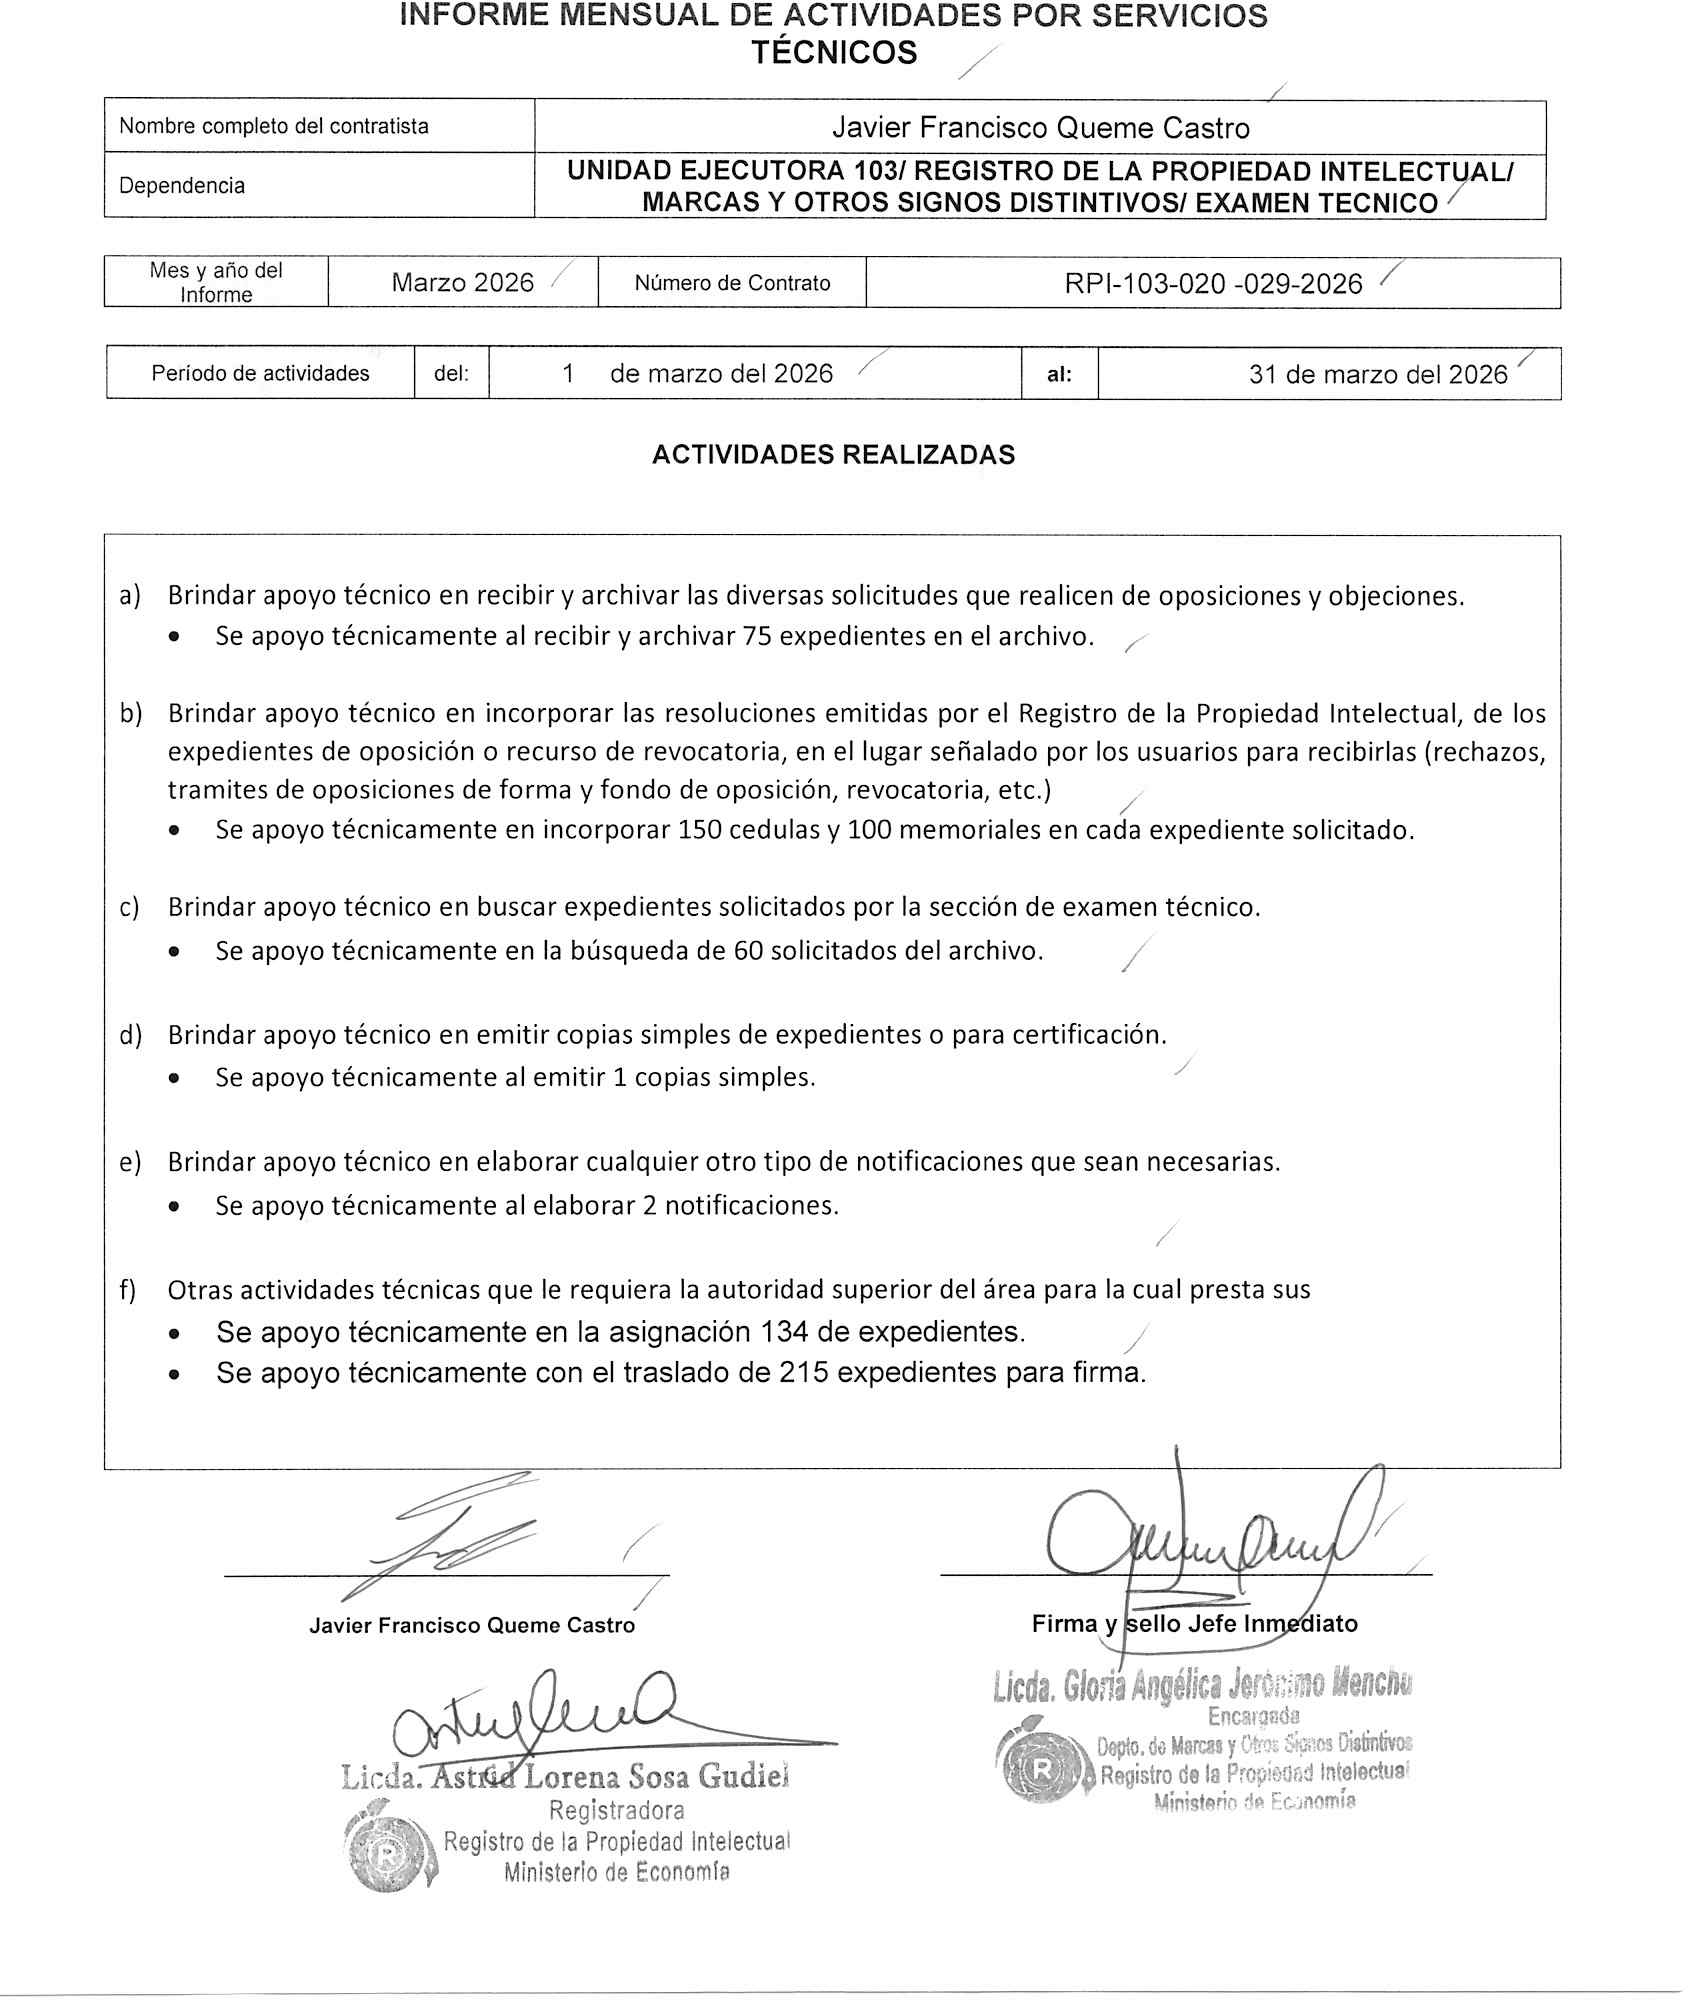 INFORME MENSUAL DE ACTIVIDADES POR SERVICIOS
TÉCNICOS
Nombre completo del contratista
Javier Francisco Queme Castro
Dependencia
UNIDAD EJECUTORA 103/ REGISTRO DE LA PROPIEDAD INTELECTUAL/
MARCAS Y OTROS SIGNOS DISTINTIVOS/ EXAMEN TECNICO
Mes y año del
Informe
Marzo 2026
Número de Contrato
RPI-103-020 -029-2026
Período de actividades
del:
1 de marzo del 2026
al:
31 de marzo del 2026
ACTIVIDADES REALIZADAS
a) Brindar apoyo técnico en recibir y archivar las diversas solicitudes que realicen de oposiciones y objeciones.
• Se apoyo técnicamente al recibir y archivar 75 expedientes en el archivo.
b) Brindar apoyo técnico en incorporar las resoluciones emitidas por el Registro de la Propiedad Intelectual, de los
expedientes de oposición o recurso de revocatoria, en el lugar señalado por los usuarios para recibirlas (rechazos,
tramites de oposiciones de forma y fondo de oposición, revocatoria, etc.)
• Se apoyo técnicamente en incorporar 150 cedulas y 100 memoriales en cada expediente solicitado.
c) Brindar apoyo técnico en buscar expedientes solicitados por la sección de examen técnico.
• Se apoyo técnicamente en la búsqueda de 60 solicitados del archivo.
d) Brindar apoyo técnico en emitir copias simples de expedientes o para certificación.
• Se apoyo técnicamente al emitir 1 copias simples.
e) Brindar apoyo técnico en elaborar cualquier otro tipo de notificaciones que sean necesarias.
• Se apoyo técnicamente al elaborar 2 notificaciones.
f) Otras actividades técnicas que le requiera la autoridad superior del área para la cual presta sus
• Se apoyo técnicamente en la asignación 134 de expedientes.
• Se apoyo técnicamente con el traslado de 215 expedientes para firma.
Javier Francisco Queme Castro
Firma y sello Jefe Inmediato
Licda. Gloria Angélica Jerónimo Menchu
Encargada
Depto. de Marcas y Otros Signos Distintivos
Registro de la Propiedad Intelectual
Ministerio de Economía
R
Licda. Astrid Lorena Sosa Gudiel
Registradora
Registro de la Propiedad Intelectual
Ministerio de Economía
R